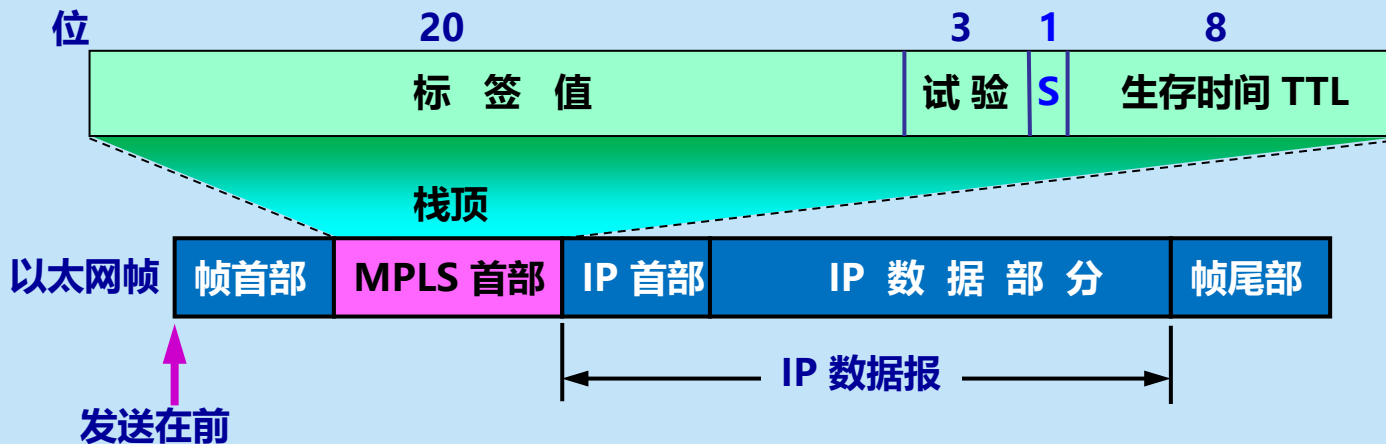 位 20 3 1 8
标 签 值 试 验 S 生存时间 TTL
栈顶
以太网帧 帧首部 MPLS 首部 IP 首部 IP 数 据 部 分 帧尾部
IP 数据报
发送在前